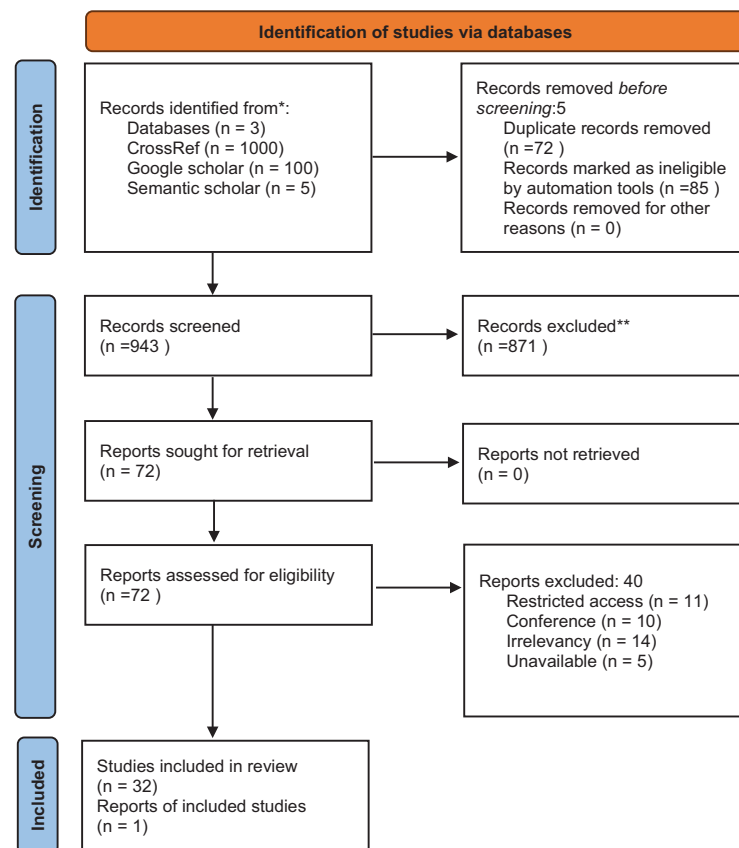 Identification of studies via databases
Identification
Records identified from*:
Databases (n = 3)
CrossRef (n = 1000)
Google scholar (n = 100)
Semantic scholar (n = 5)
Records removed before
screening:5
Duplicate records removed
(n =72 )
Records marked as ineligible
by automation tools (n =85 )
Records removed for other
reasons (n = 0)
Screening
Records screened
(n =943 )
Records excluded**
(n =871 )
Reports sought for retrieval
(n = 72)
Reports not retrieved
(n = 0)
Reports assessed for eligibility
(n =72 )
Reports excluded: 40
Restricted access (n = 11)
Conference (n = 10)
Irrelevancy (n = 14)
Unavailable (n = 5)
Included
Studies included in review
(n = 32)
Reports of included studies
(n = 1)